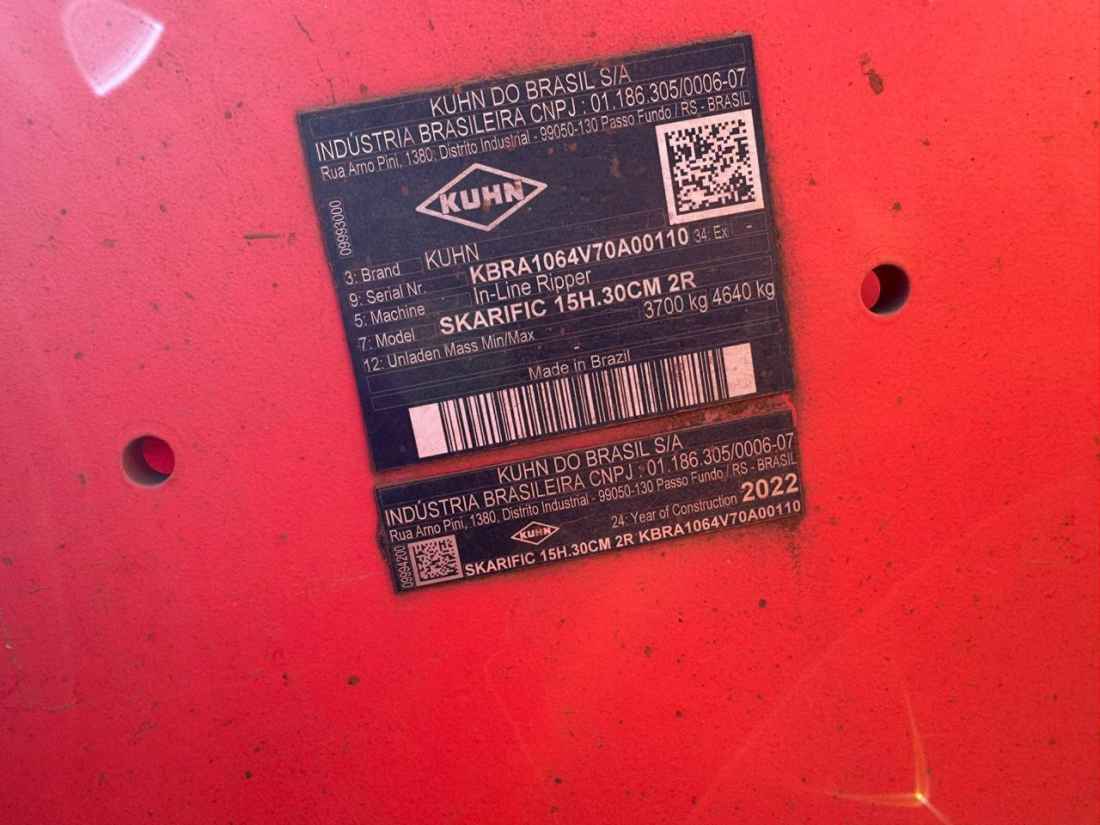 KUHN DO BRASIL S/A
INDÚSTRIA BRASILEIRA CNPJ : 01.186.305/0006-07
Rua Arno Pini, 1380. Distrito Industrial - 99050-130 Passo Fundo / RS - BRASIL
KUHN
09993000
3: Brand KUHN
9: Serial Nr. KBRA1064V70A00110 34: Ex -
5: Machine In-Line Ripper
7: Model SKARIFIC 15H.30CM 2R
12: Unladen Mass Min/Max 3700 kg 4640 kg
Made in Brazil
KUHN DO BRASIL S/A
INDÚSTRIA BRASILEIRA CNPJ : 01.186.305/0006-07
Rua Arno Pini, 1380. Distrito Industrial - 99050-130 Passo Fundo / RS - BRASIL
KUHN 24: Year of Construction 2022
09994200
SKARIFIC 15H.30CM 2R KBRA1064V70A00110